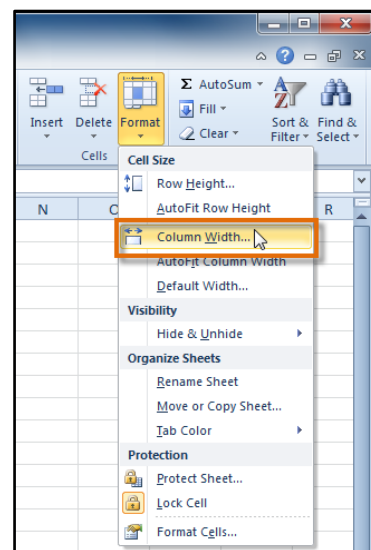 Insert Delete Format
Σ AutoSum
Fill
Clear
Sort & Filter
Find & Select
Cells
Cell Size
Row Height...
AutoFit Row Height
Column Width...
AutoFit Column Width
Default Width...
Visibility
Hide & Unhide
Organize Sheets
Rename Sheet
Move or Copy Sheet...
Tab Color
Protection
Protect Sheet...
Lock Cell
Format Cells...
N
R